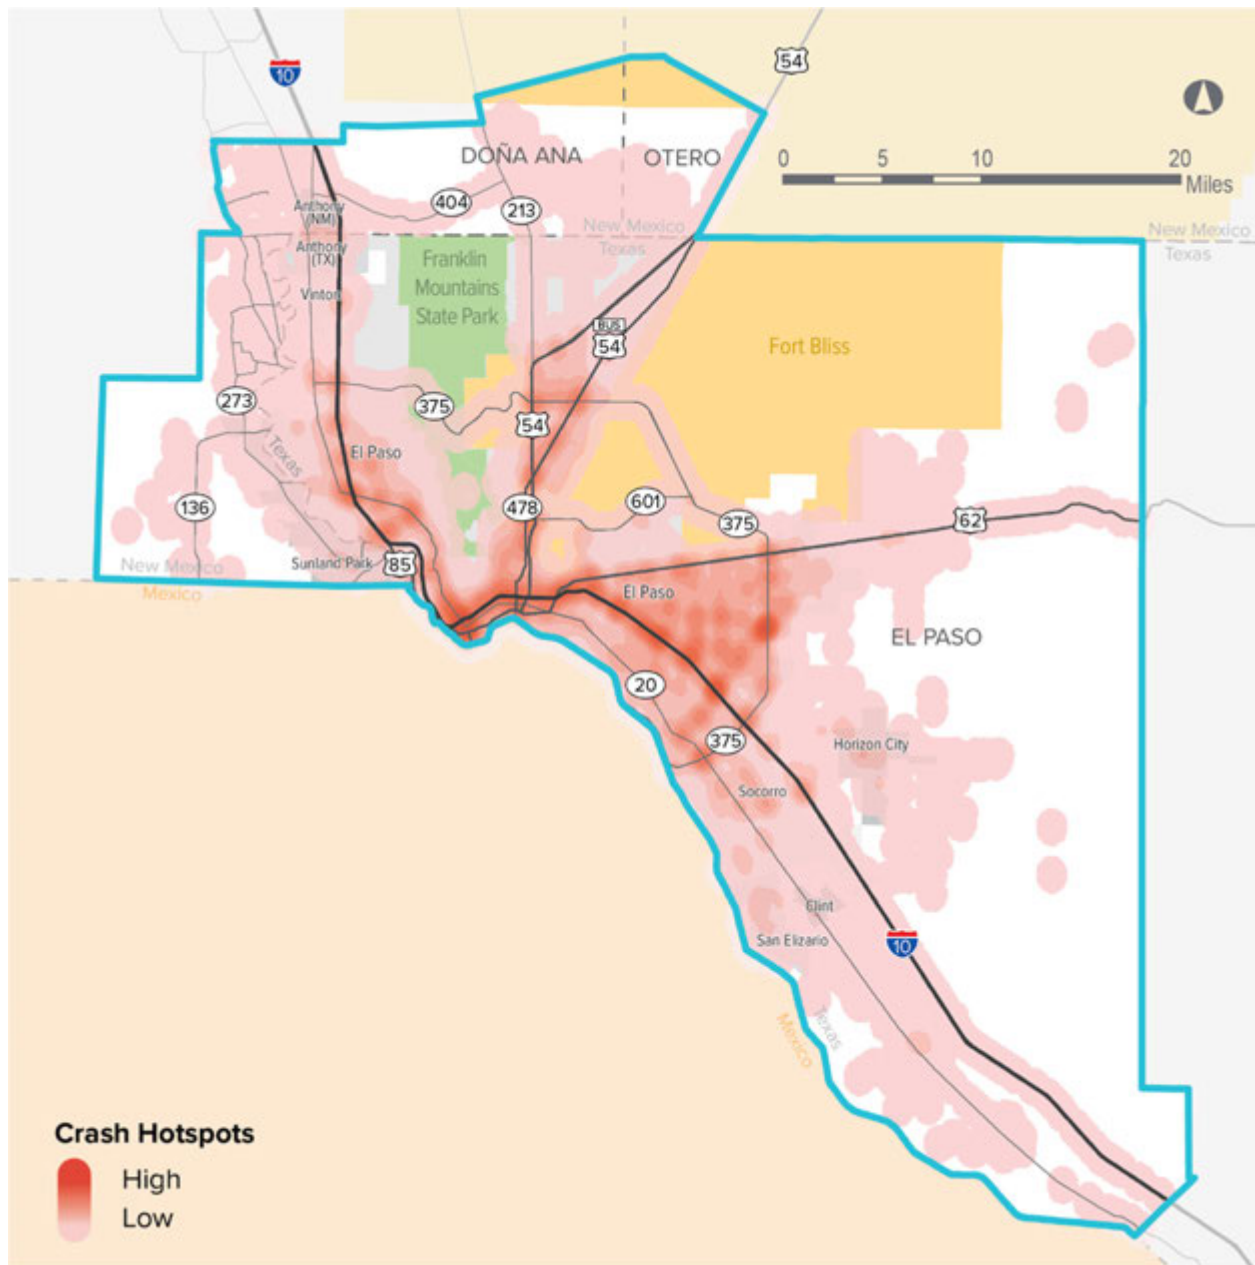 10
54
0 5 10 20
Miles
DOÑA ANA
OTERO
404
213
Anthony
(NM)
New Mexico
Texas
New Mexico
Texas
Anthony
(TX)
Vinton
Franklin
Mountains
State Park
BUS
54
Fort Bliss
273
375
54
El Paso
Texas
136
478
601
375
62
New Mexico
Mexico
Sunland Park
85
El Paso
EL PASO
20
375
Horizon City
Socorro
Clint
San Elizario
10
Texas
Mexico
Crash Hotspots
High
Low